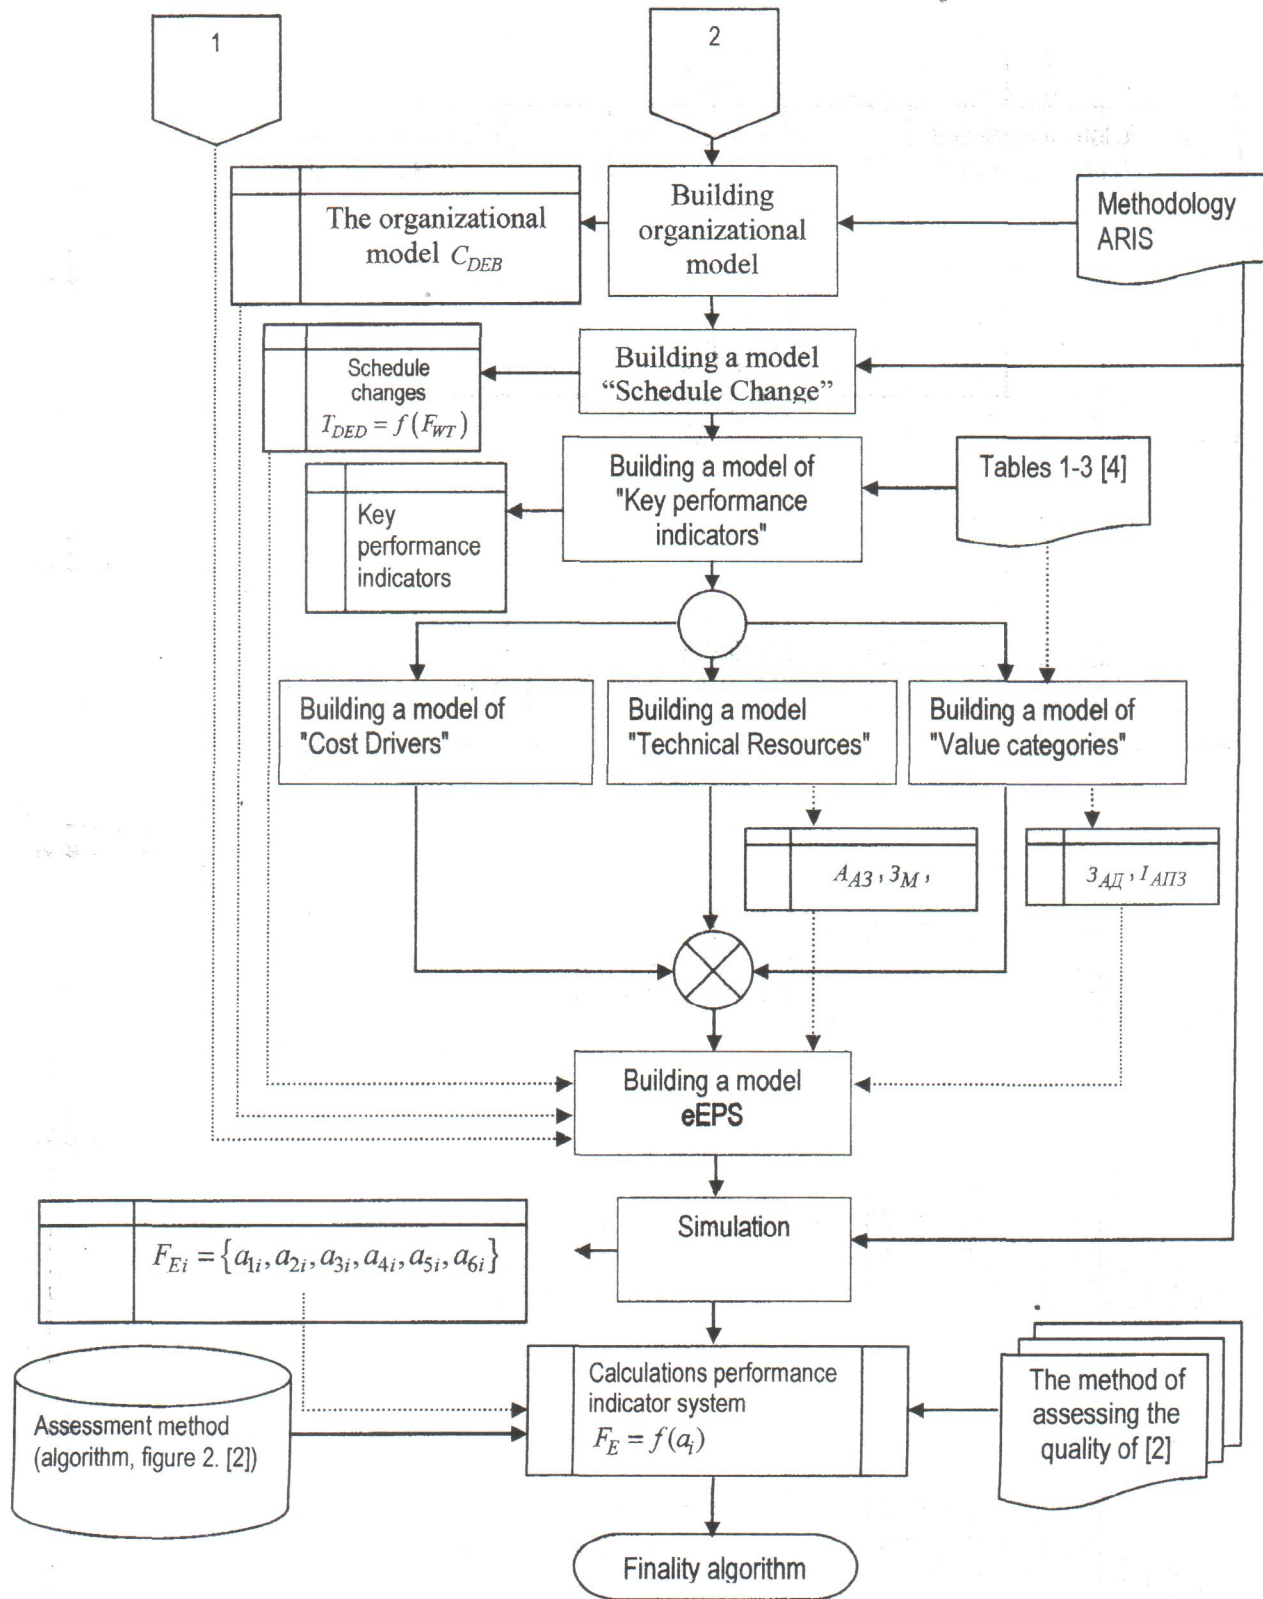 1
2
Building
organizational
model
The organizational
model C_DEB
Methodology
ARIS
Building a model
“Schedule Change”
Schedule
changes
T_DED = f(F_WT)
Building a model of
"Key performance
indicators"
Tables 1-3 [4]
Key
performance
indicators
Building a model of
"Cost Drivers"
Building a model
"Technical Resources"
Building a model of
"Value categories"
A_АЗ , З_М ,
З_АД , I_АПЗ
Building a model
eEPS
Simulation
F_Ei = {a_1i, a_2i, a_3i, a_4i, a_5i, a_6i}
Calculations performance
indicator system
F_E = f(a_i)
Assessment method
(algorithm, figure 2. [2])
The method of
assessing the
quality of [2]
Finality algorithm